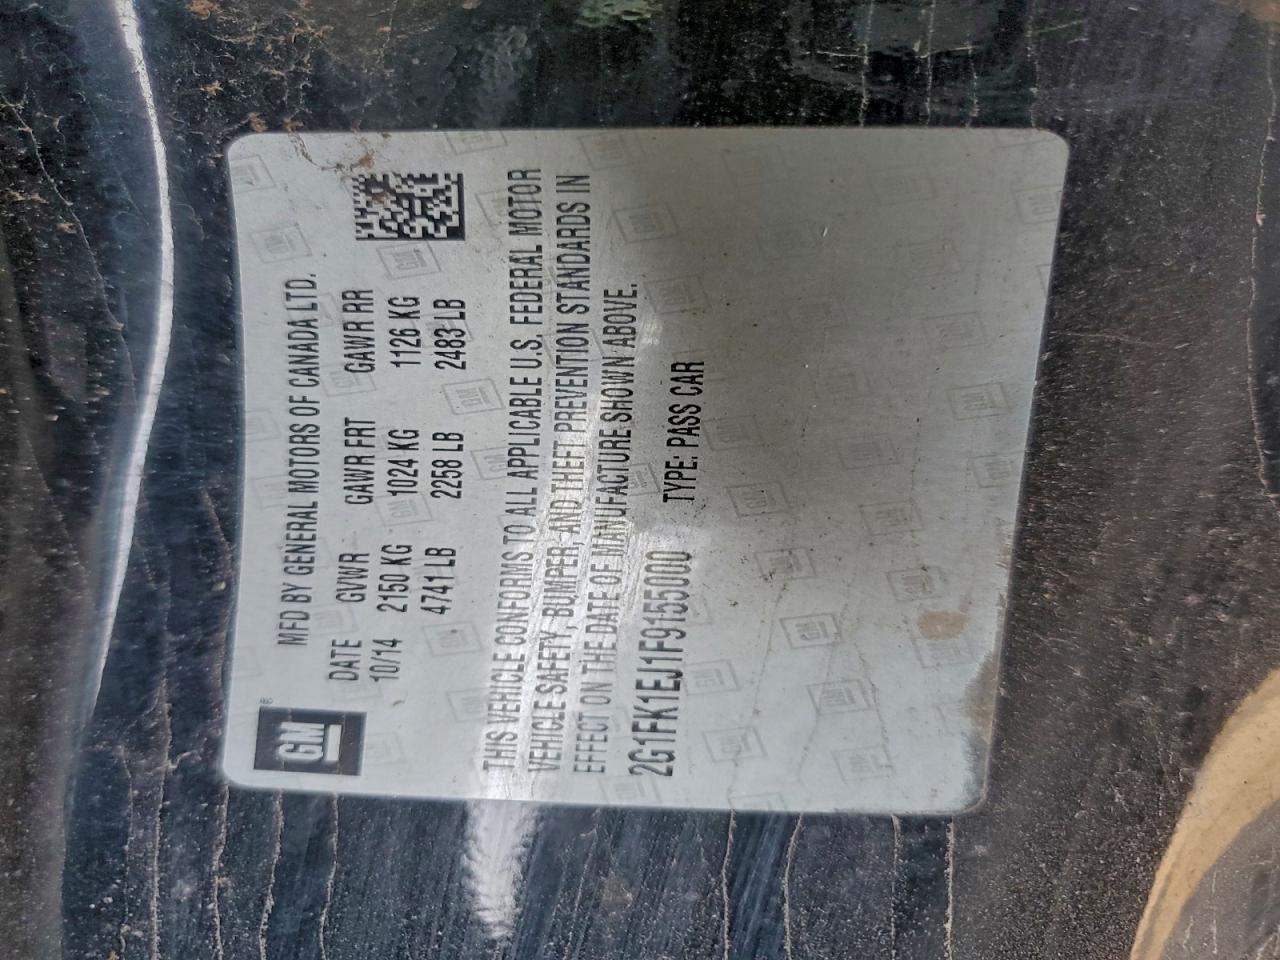 GM ®
MFD BY GENERAL MOTORS OF CANADA LTD.
DATE GVWR GAWR FRT GAWR RR
10/14 2150 KG 1024 KG 1126 KG
4741 LB 2258 LB 2483 LB
THIS VEHICLE CONFORMS TO ALL APPLICABLE U.S. FEDERAL MOTOR
VEHICLE SAFETY, BUMPER, AND THEFT PREVENTION STANDARDS IN
EFFECT ON THE DATE OF MANUFACTURE SHOWN ABOVE.
2G1FK1EJ1F9155000 TYPE: PASS CAR